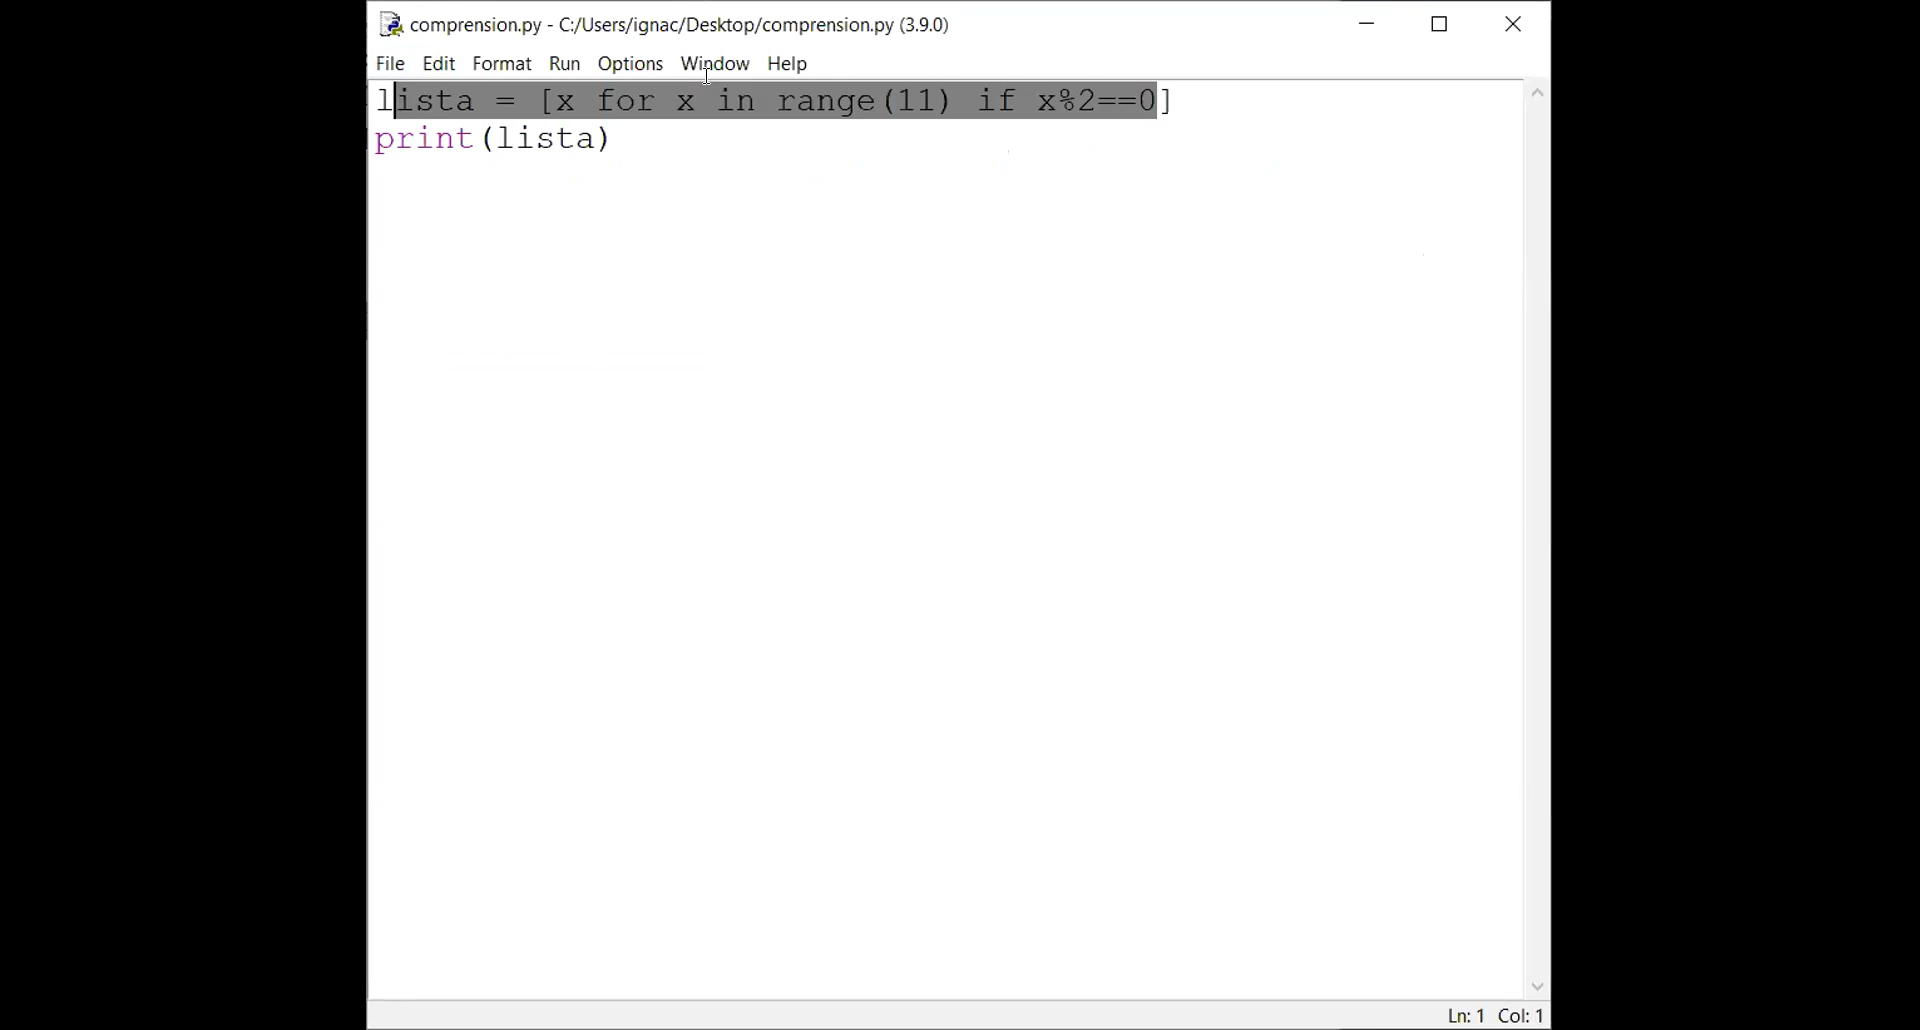 comprension.py - C:/Users/ignac/Desktop/comprension.py (3.9.0)
File Edit Format Run Options Window Help
lista = [x for x in range(11) if x%2==0]
print(lista)
Ln: 1 Col: 1